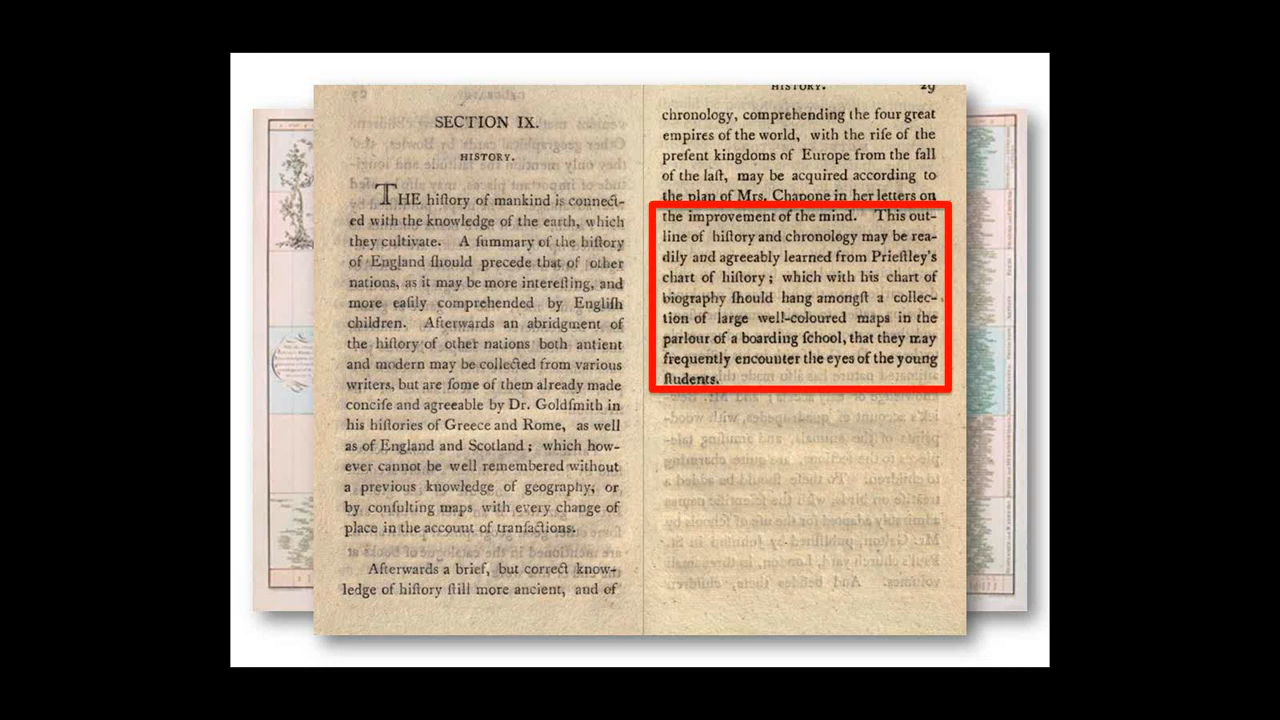 SECTION IX.
HISTORY.
THE hiſtory of mankind is connect-
ed with the knowledge of the earth, which
they cultivate. A ſummary of the hiſtory
of England ſhould precede that of other
nations, as it may be more intereſting, and
more eaſily comprehended by Engliſh
children. Afterwards an abridgment of
the hiſtory of other nations both antient
and modern may be collected from various
writers, but are ſome of them already made
conciſe and agreeable by Dr. Goldſmith in
his hiſtories of Greece and Rome, as well
as of England and Scotland; which how-
ever cannot be well remembered without
a previous knowledge of geography, or
by conſulting maps with every change of
place in the account of tranſactions.
Afterwards a brief, but correct know-
ledge of hiſtory ſtill more ancient, and of
HISTORY. 29
chronology, comprehending the four great
empires of the world, with the riſe of the
preſent kingdoms of Europe from the fall
of the laſt, may be acquired according to
the plan of Mrs. Chapone in her letters on
the improvement of the mind. This out-
line of hiſtory and chronology may be rea-
dily and agreeably learned from Prieſtley's
chart of hiſtory; which with his chart of
biography ſhould hang amongſt a collec-
tion of large well-coloured maps in the
parlour of a boarding ſchool, that they may
frequently encounter the eyes of the young
ſtudents.